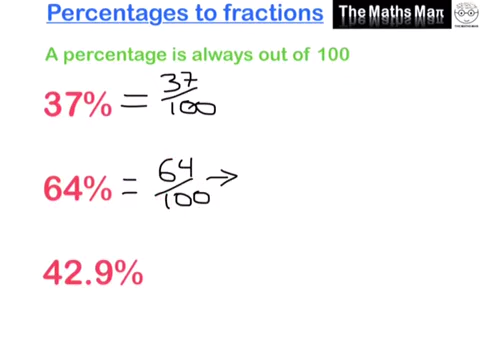 Percentages to fractions The Maths Maπ
A percentage is always out of 100
37% = 37/100
64% = 64/100 →
42.9%